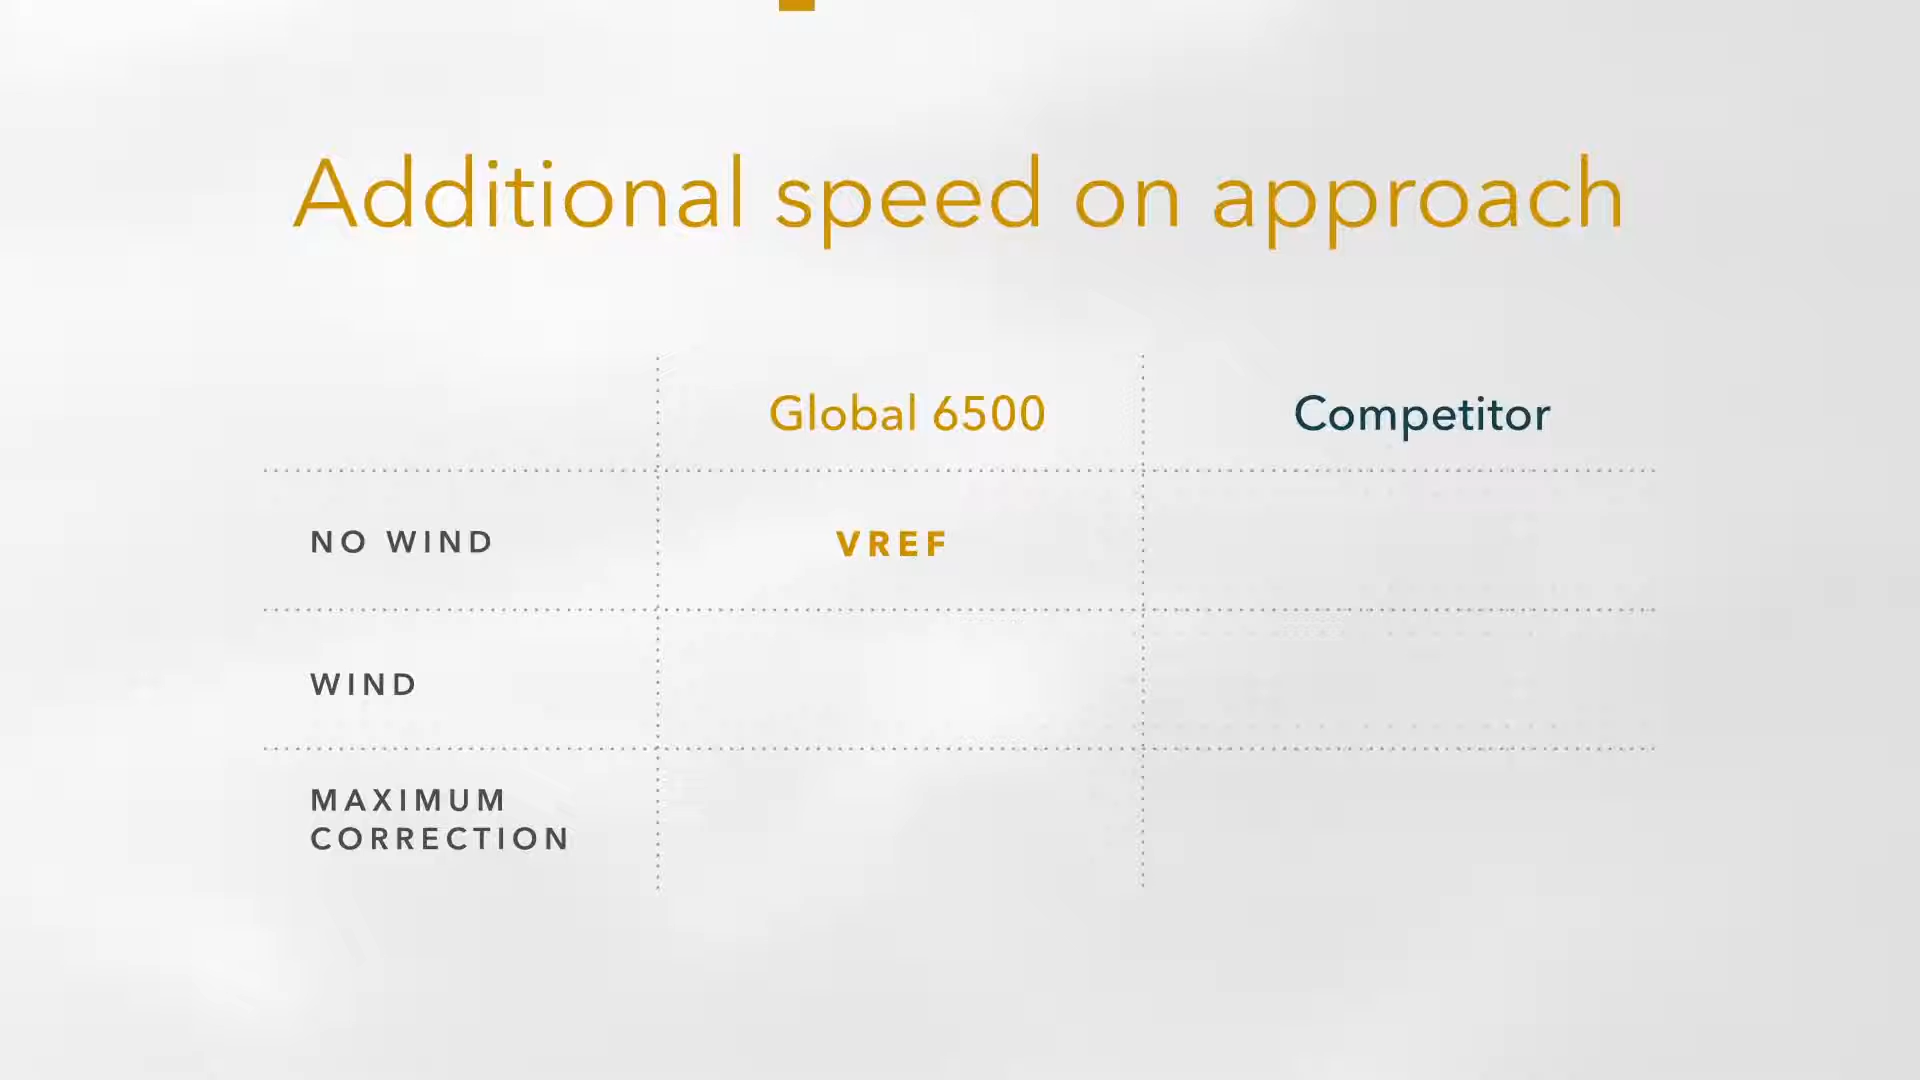 Additional speed on approach
Global 6500 Competitor
NO WIND VREF
WIND
MAXIMUM
CORRECTION